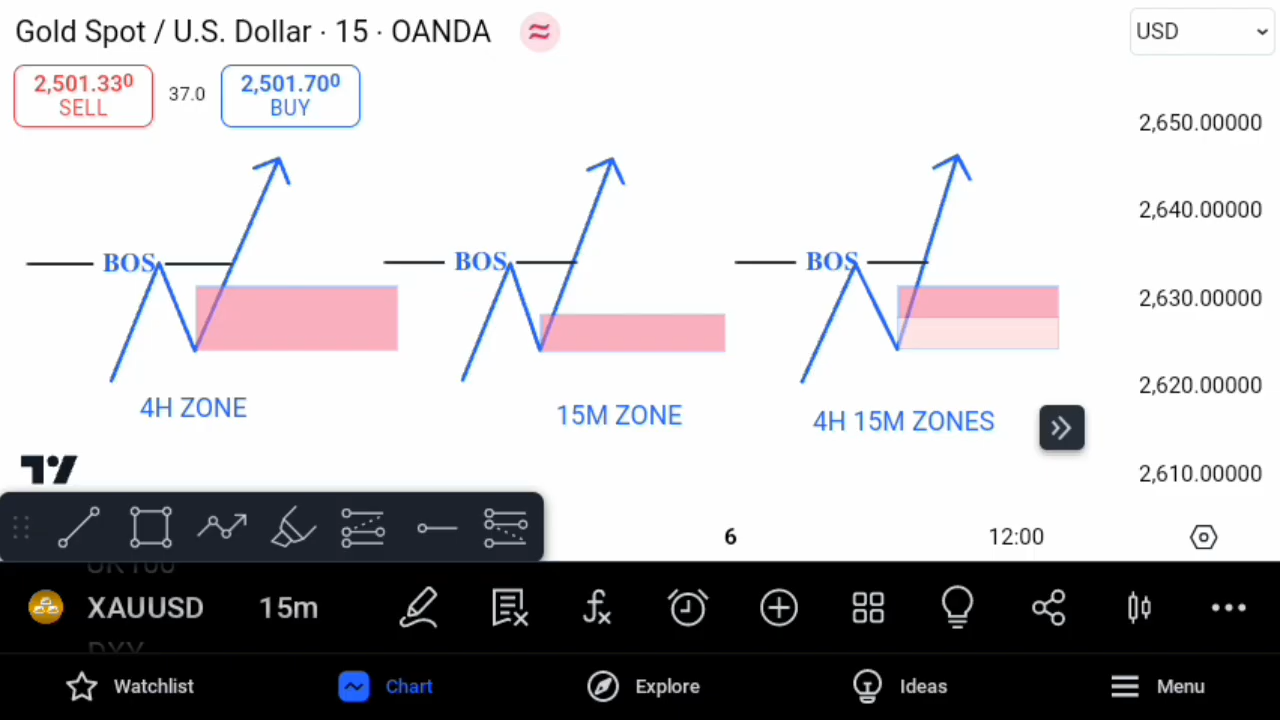 Gold Spot / U.S. Dollar · 15 · OANDA
USD
2,501.330
SELL
37.0
2,501.700
BUY
2,650.00000
2,640.00000
2,630.00000
2,620.00000
2,610.00000
BOS
BOS
BOS
4H ZONE
15M ZONE
4H 15M ZONES
6
12:00
UK100
XAUUSD
15m
DXY
Watchlist
Chart
Explore
Ideas
Menu